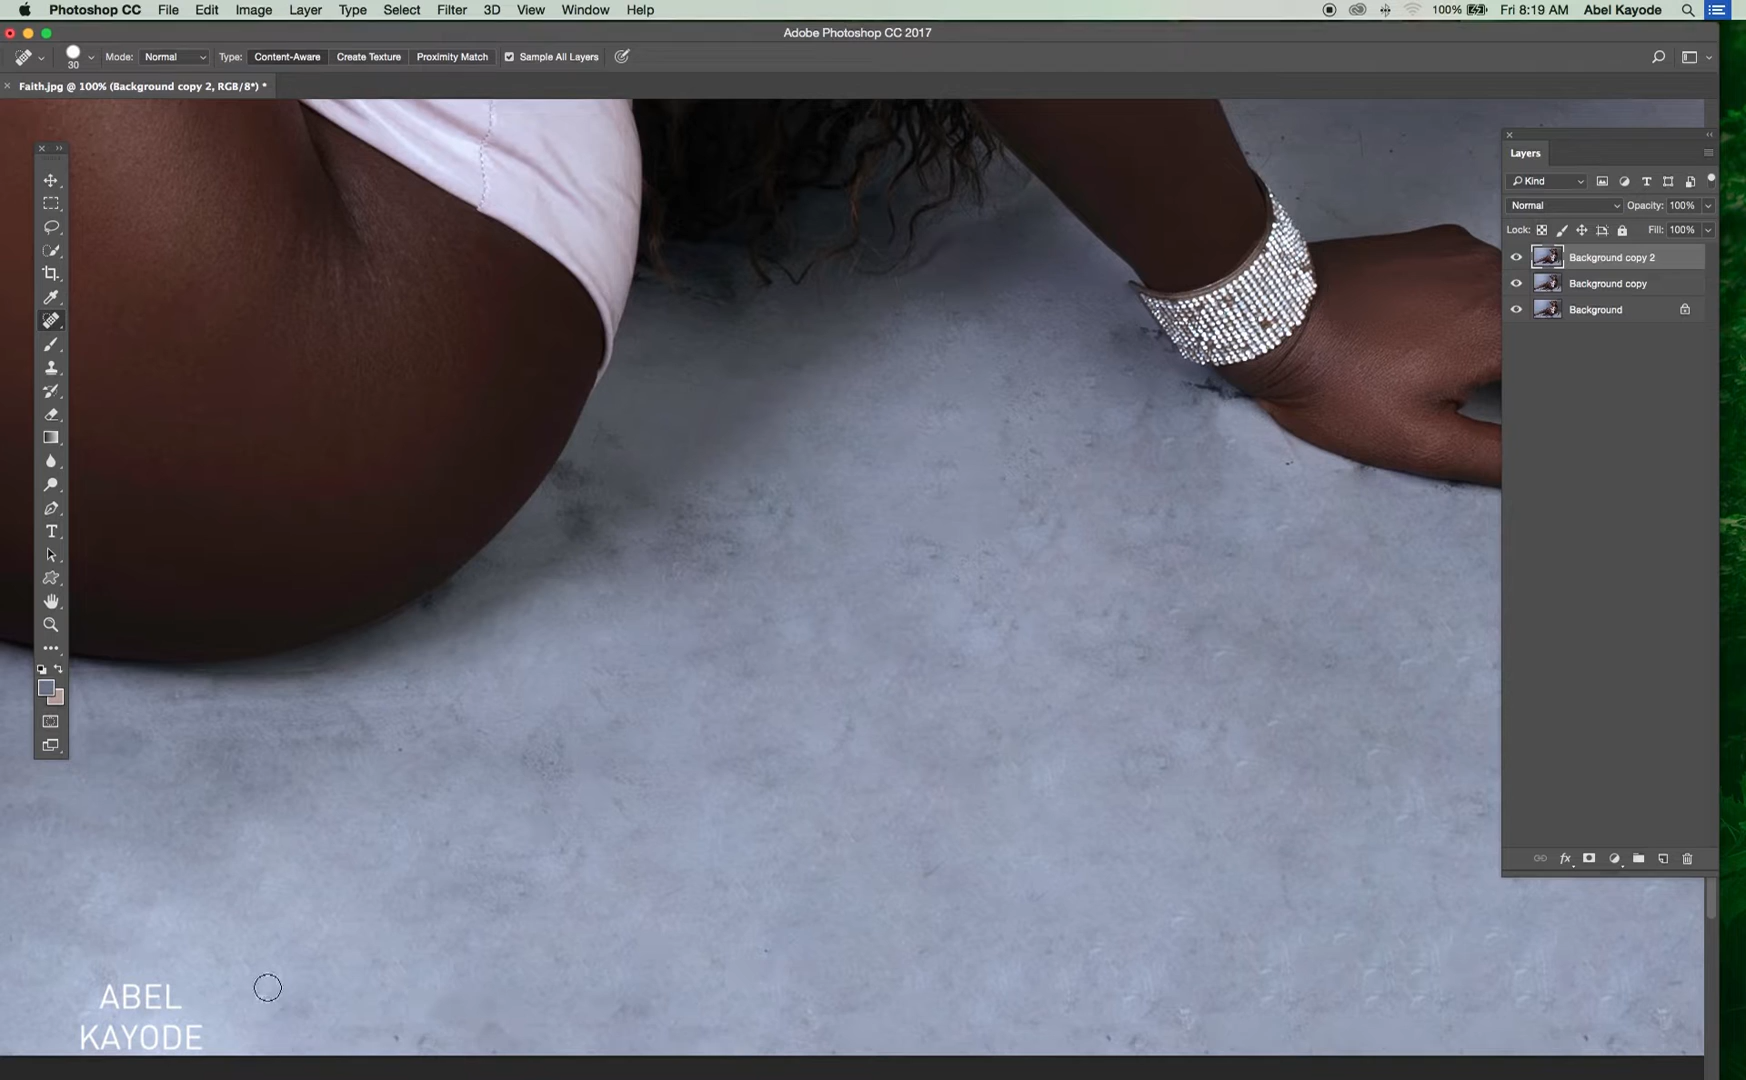 Photoshop CC File Edit Image Layer Type Select Filter 3D View Window Help 100% Fri 8:19 AM Abel Kayode
Adobe Photoshop CC 2017
30 Mode: Normal Type: Content-Aware Create Texture Proximity Match Sample All Layers
Faith.jpg @ 100% (Background copy 2, RGB/8*) *
Layers
Kind
Normal Opacity: 100%
Lock: Fill: 100%
Background copy 2
Background copy
Background
fx
ABEL
KAYODE